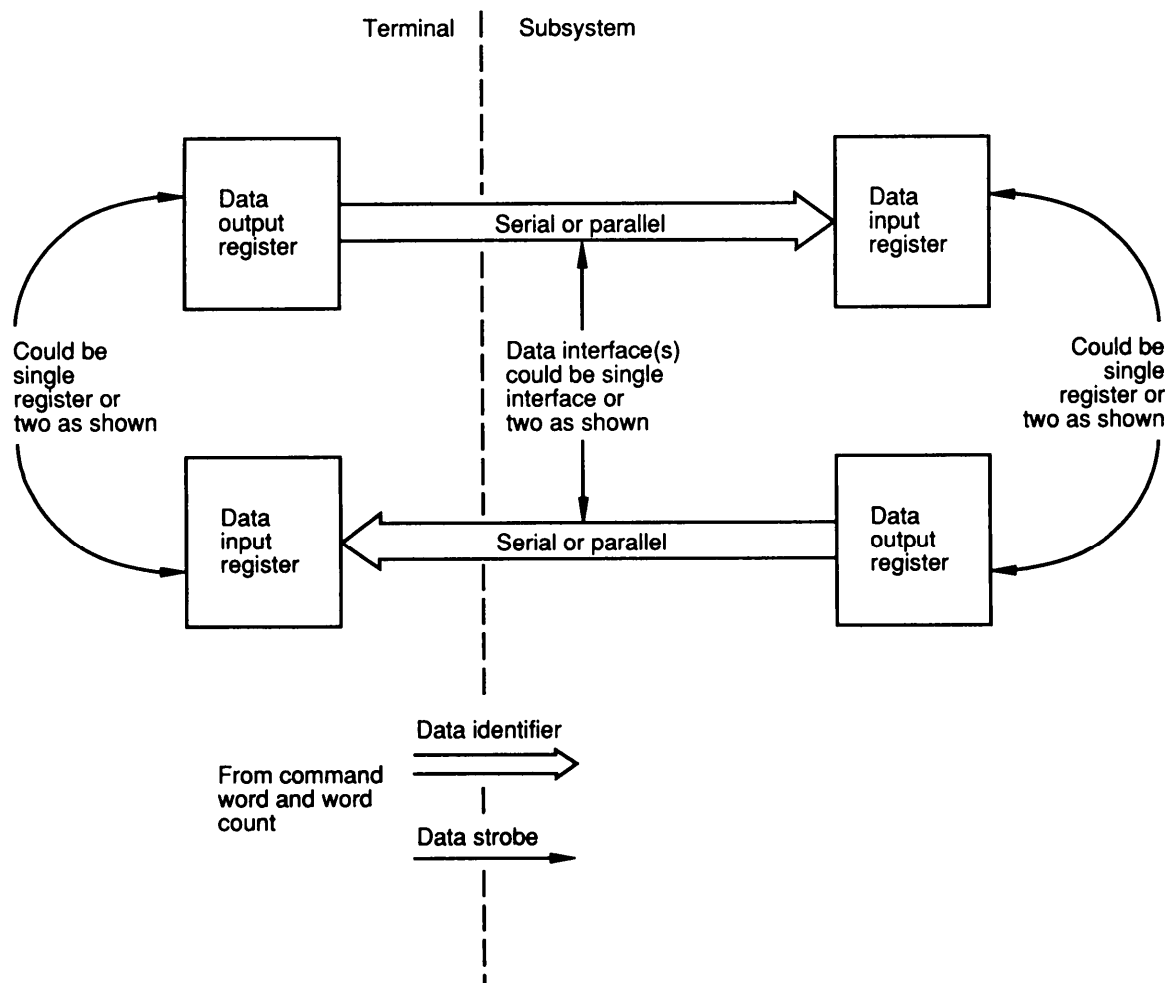 Terminal
Subsystem
Data
output
register
Serial or parallel
Data
input
register
Could be
single
register or
two as shown
Data interface(s)
could be single
interface or
two as shown
Could be
single
register or
two as shown
Data
input
register
Serial or parallel
Data
output
register
Data identifier
From command
word and word
count
Data strobe